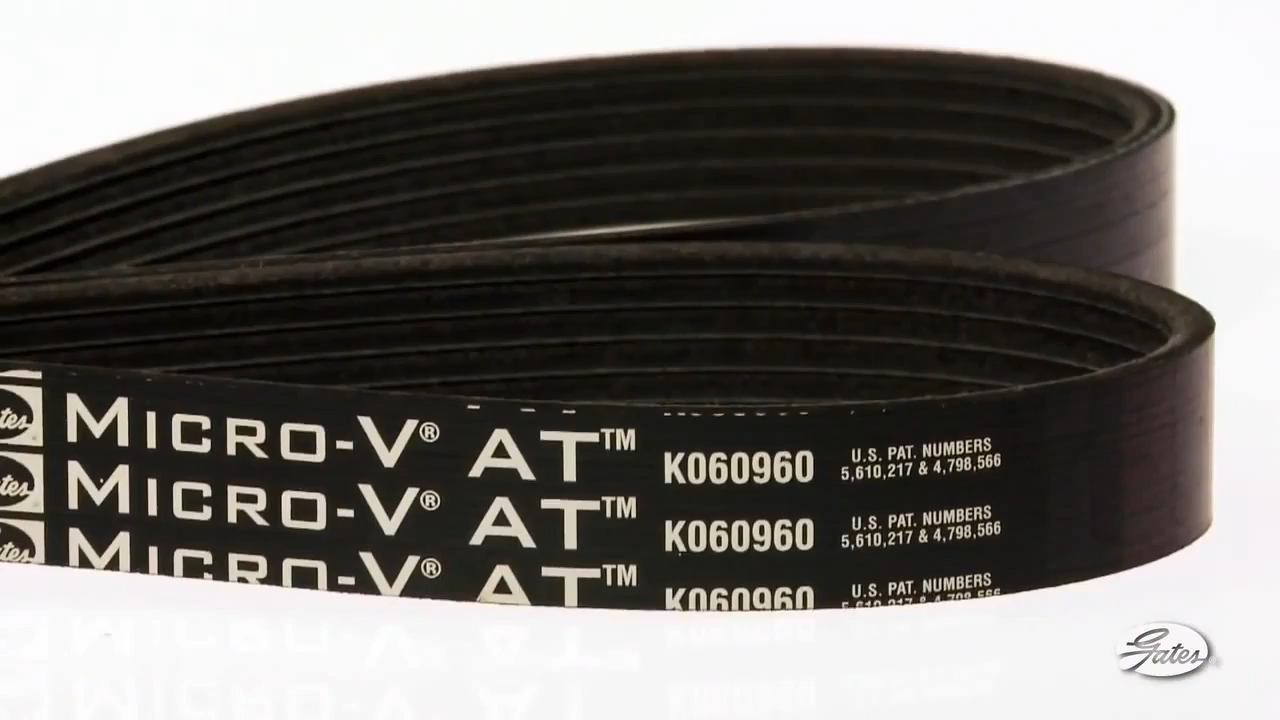 MICRO-V® AT™ K060960 U.S. PAT. NUMBERS
5,610,217 & 4,798,566
MICRO-V® AT™ K060960 U.S. PAT. NUMBERS
5,610,217 & 4,798,566
MICRO-V® AT™ K060960 U.S. PAT. NUMBERS
Gates